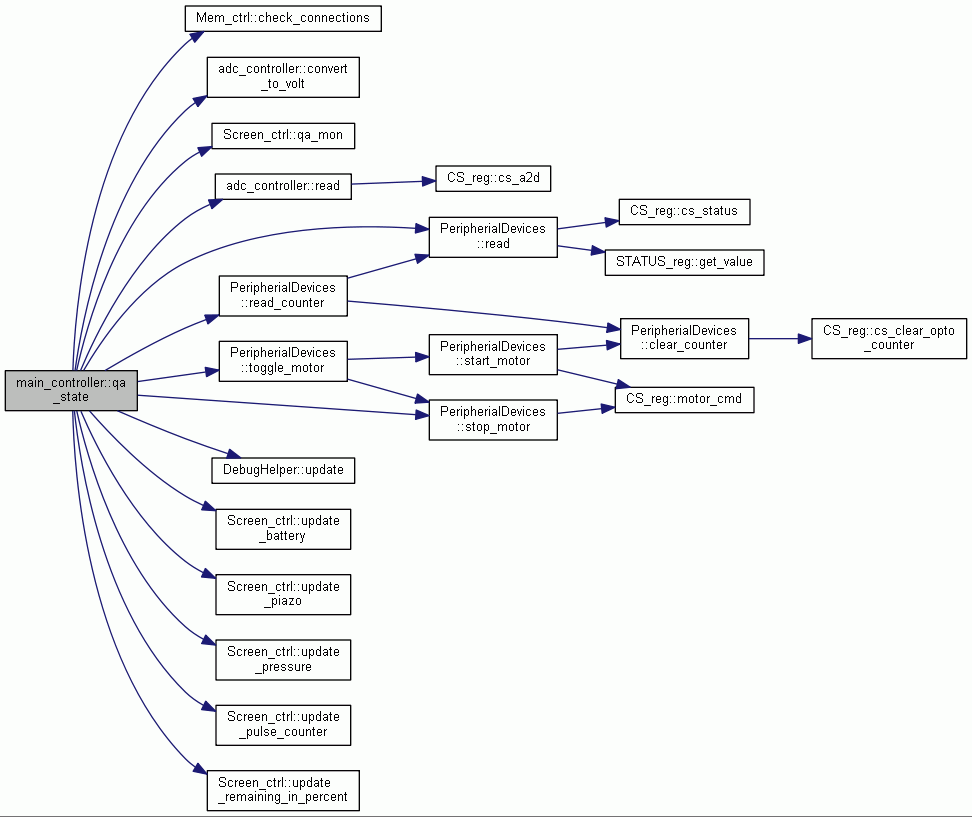 Mem_ctrl::check_connections
adc_controller::convert
_to_volt
Screen_ctrl::qa_mon
adc_controller::read
CS_reg::cs_a2d
PeripherialDevices
::read
CS_reg::cs_status
STATUS_reg::get_value
PeripherialDevices
::read_counter
PeripherialDevices
::clear_counter
CS_reg::cs_clear_opto
_counter
PeripherialDevices
::toggle_motor
PeripherialDevices
::start_motor
main_controller::qa
_state
CS_reg::motor_cmd
PeripherialDevices
::stop_motor
DebugHelper::update
Screen_ctrl::update
_battery
Screen_ctrl::update
_piazo
Screen_ctrl::update
_pressure
Screen_ctrl::update
_pulse_counter
Screen_ctrl::update
_remaining_in_percent